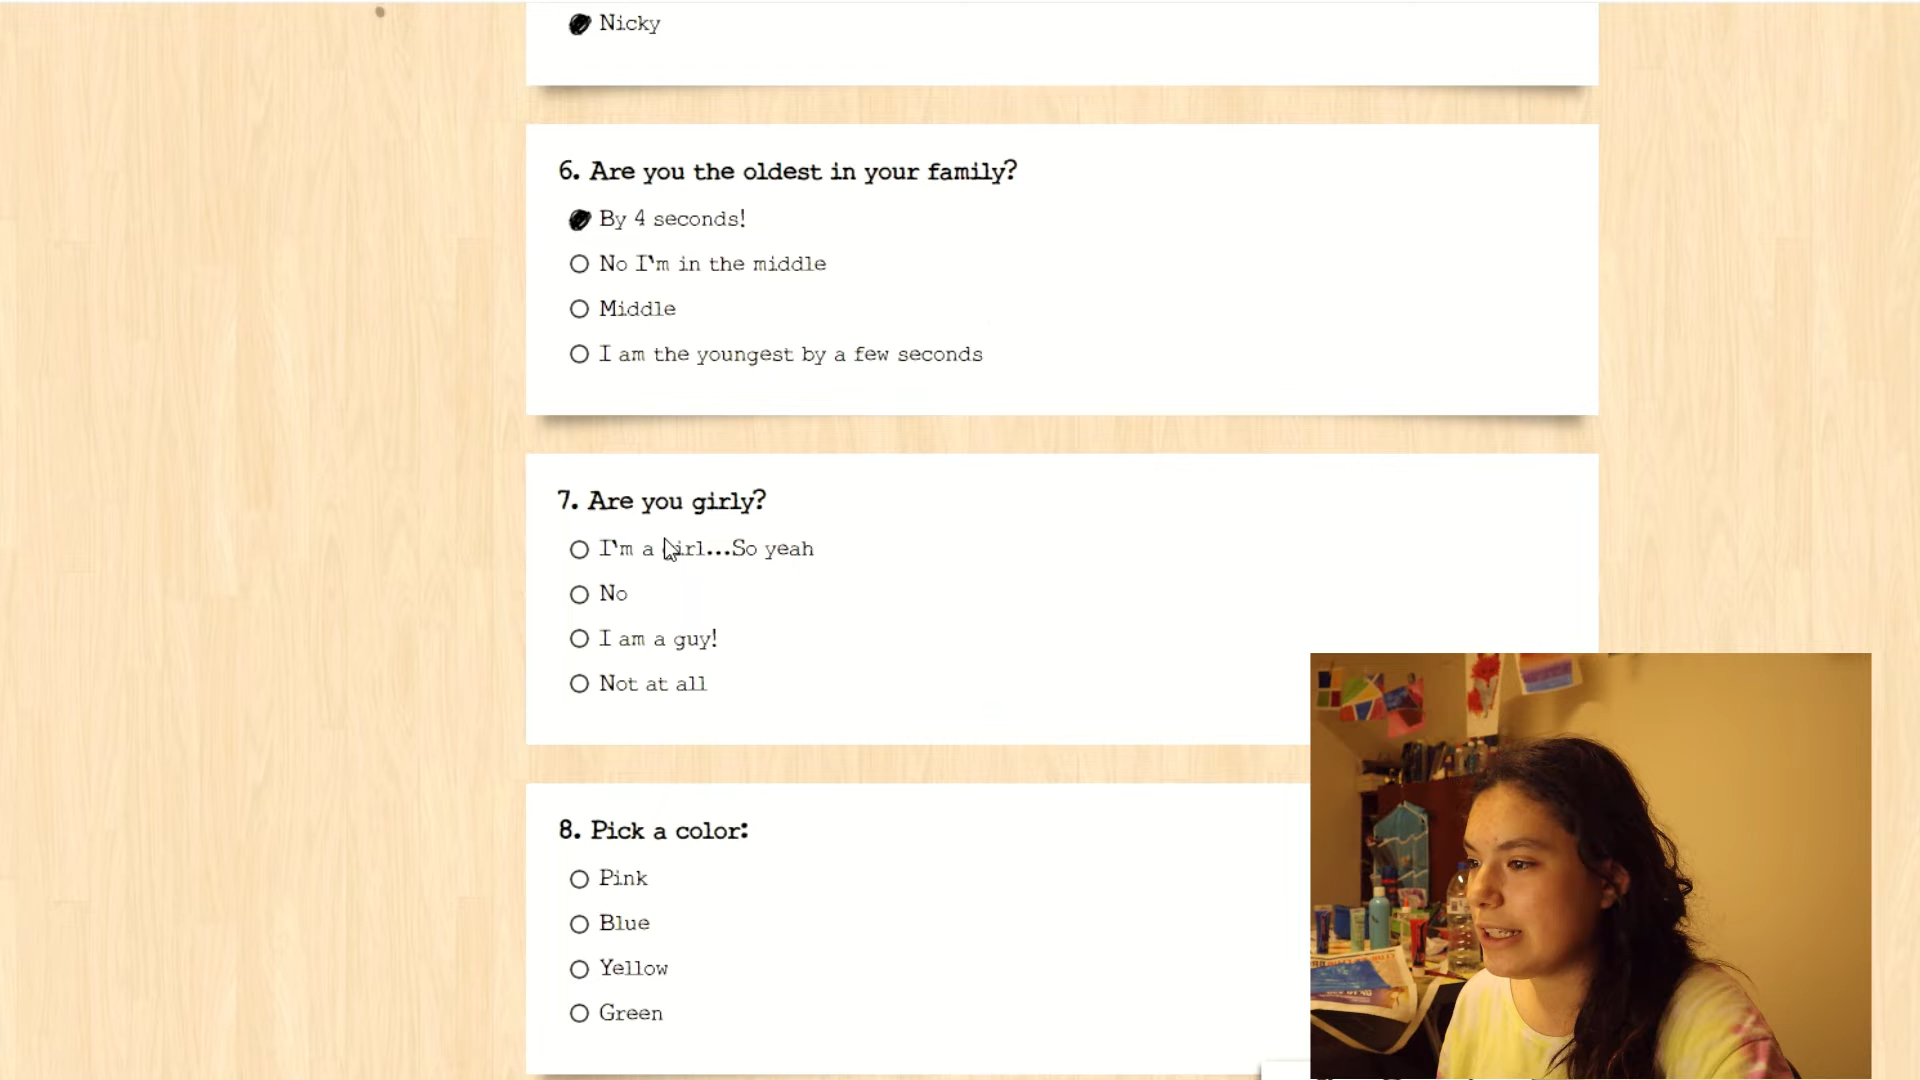 Nicky
6. Are you the oldest in your family?
By 4 seconds!
No I'm in the middle
Middle
I am the youngest by a few seconds
7. Are you girly?
I'm a girl...So yeah
No
I am a guy!
Not at all
8. Pick a color:
Pink
Blue
Yellow
Green